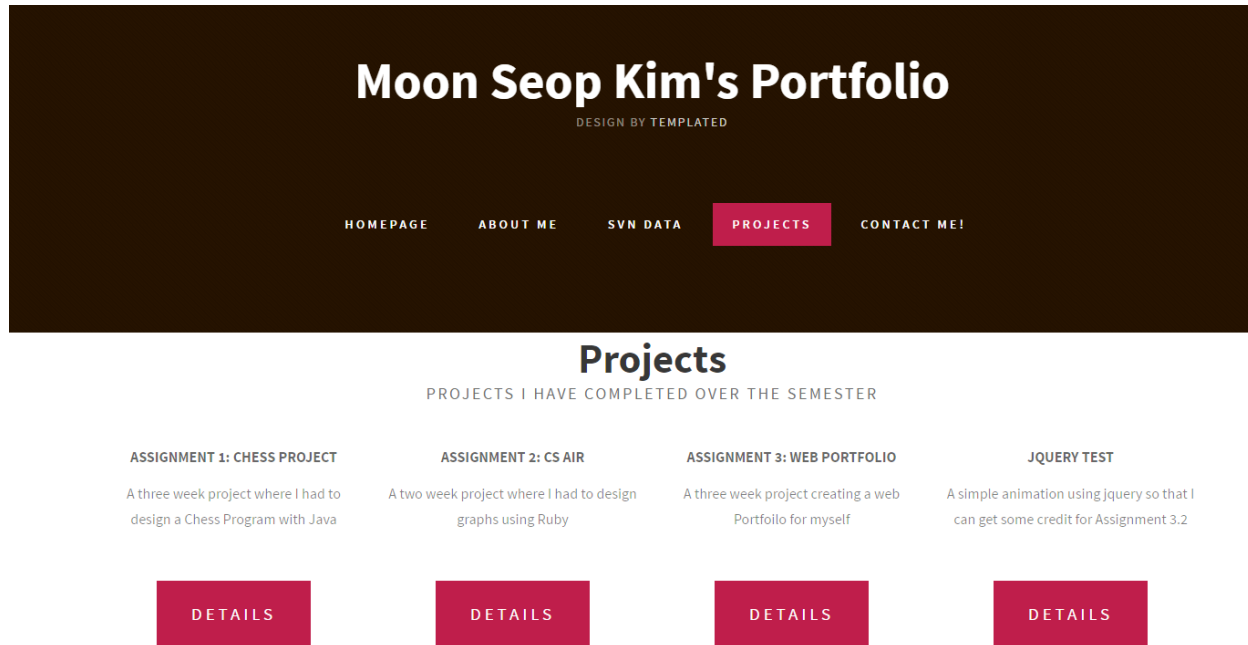 Moon Seop Kim's Portfolio
DESIGN BY TEMPLATED
HOMEPAGE ABOUT ME SVN DATA PROJECTS CONTACT ME!
Projects
PROJECTS I HAVE COMPLETED OVER THE SEMESTER
ASSIGNMENT 1: CHESS PROJECT
A three week project where I had to
design a Chess Program with Java
DETAILS
ASSIGNMENT 2: CS AIR
A two week project where I had to design
graphs using Ruby
DETAILS
ASSIGNMENT 3: WEB PORTFOLIO
A three week project creating a web
Portfoilo for myself
DETAILS
JQUERY TEST
A simple animation using jquery so that I
can get some credit for Assignment 3.2
DETAILS